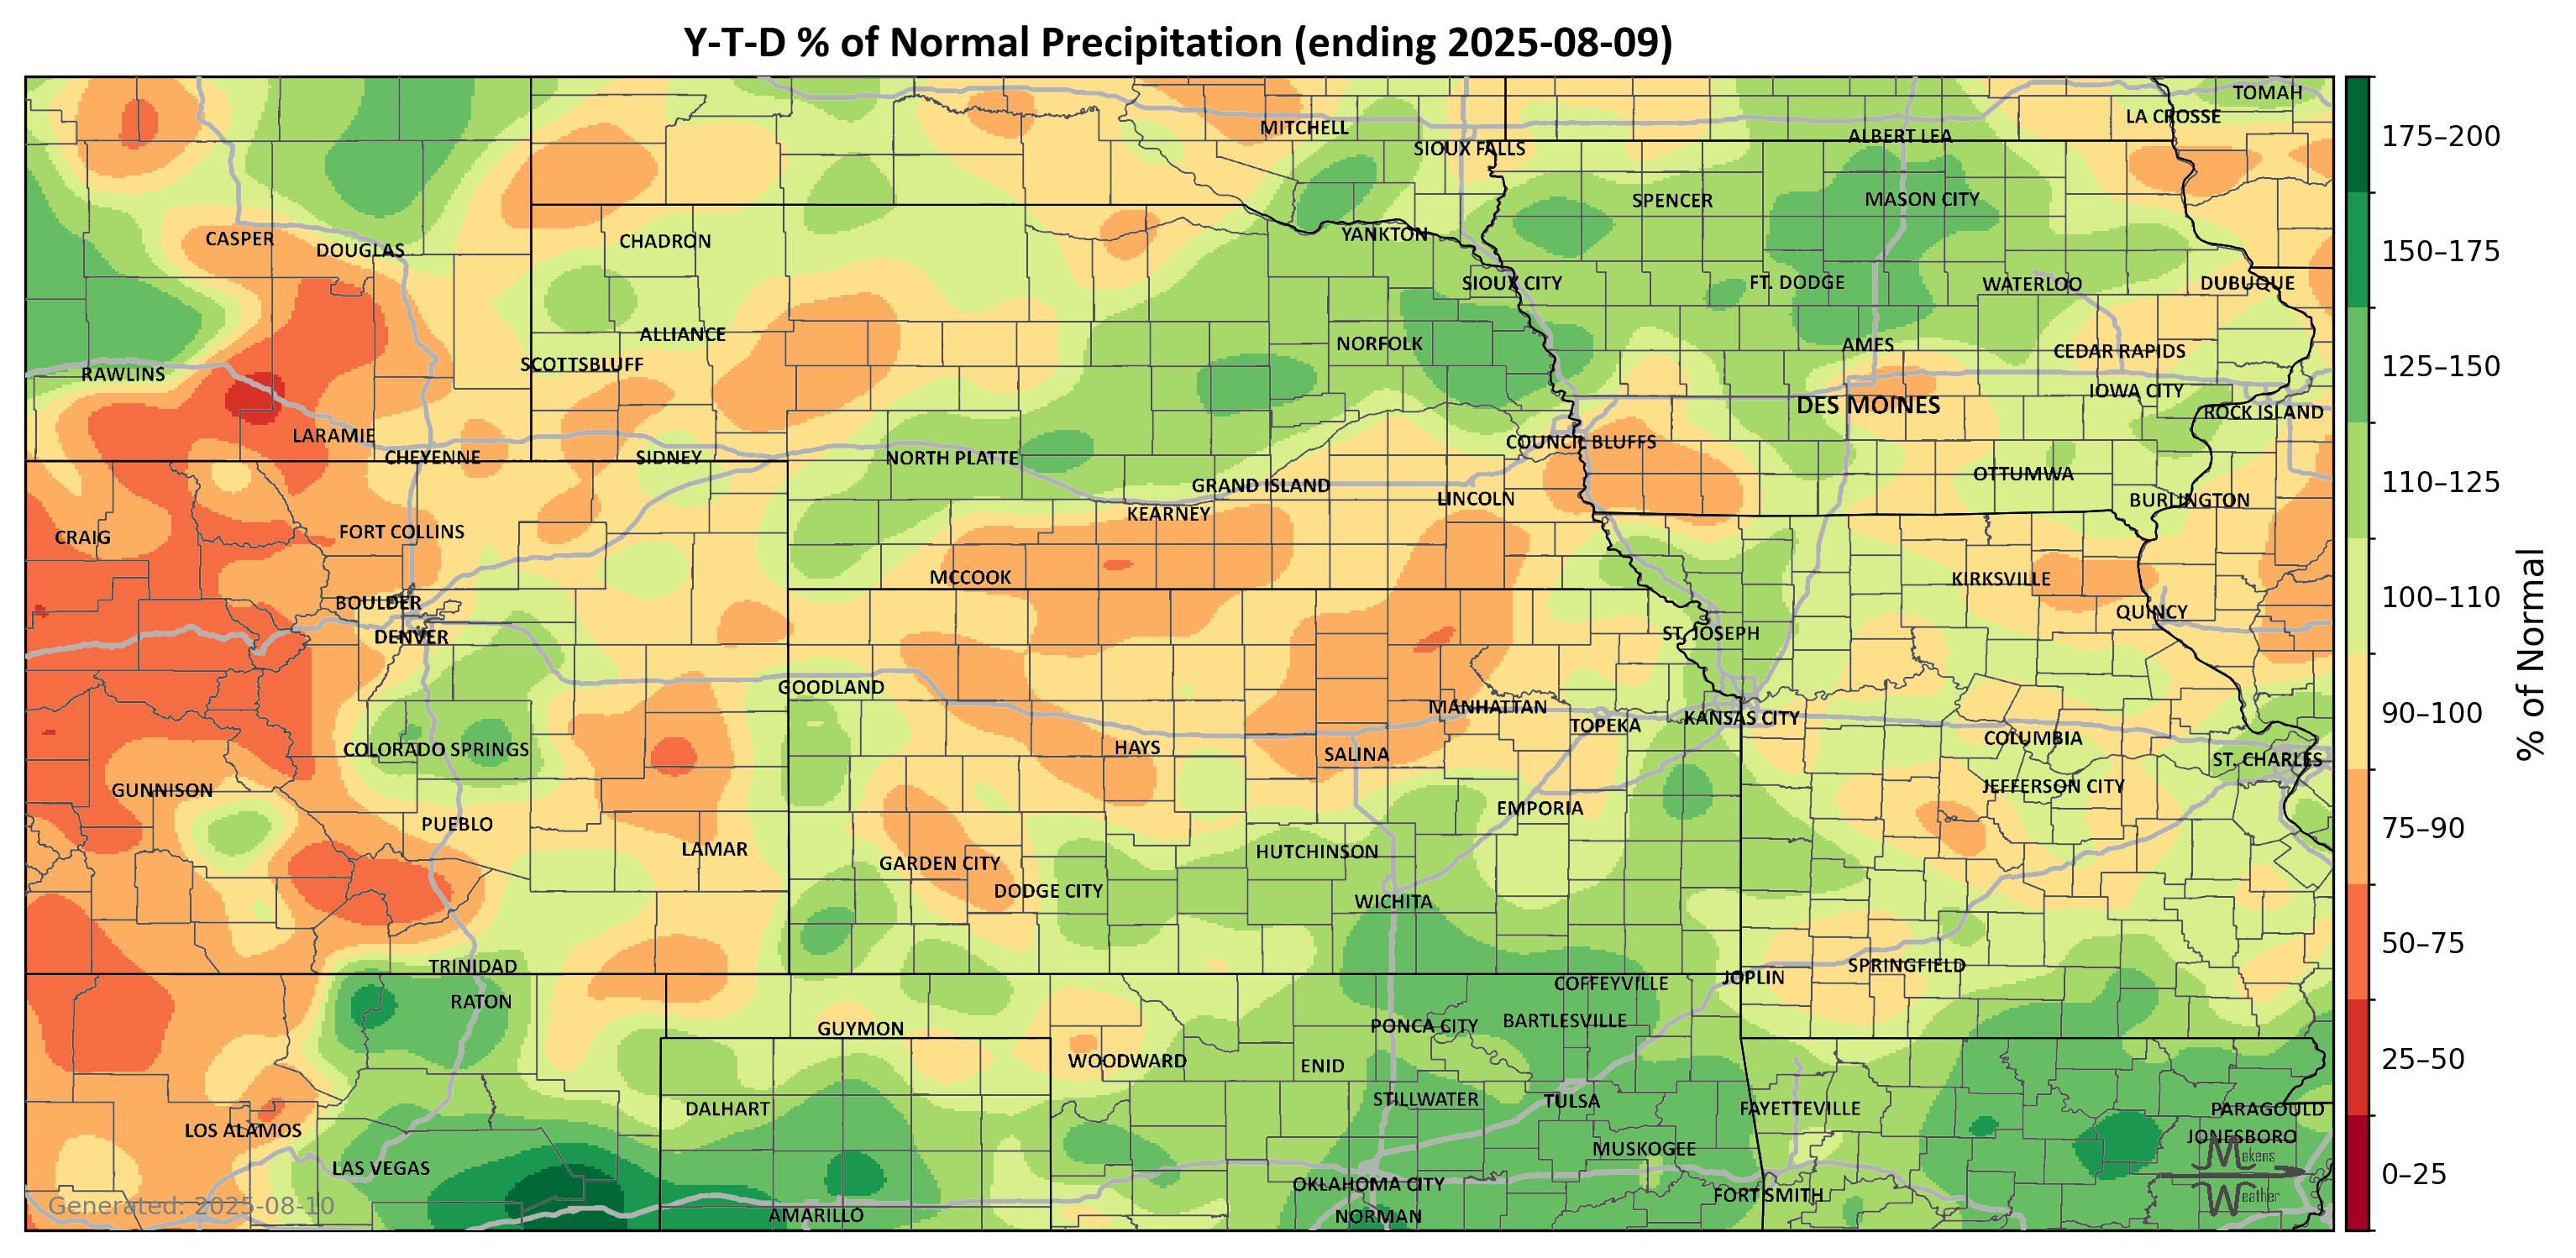 Y-T-D % of Normal Precipitation (ending 2025-08-09)
TOMAH
LA CROSSE
MITCHELL
ALBERT LEA
SIOUX FALLS
SPENCER
MASON CITY
CASPER
DOUGLAS
CHADRON
YANKTON
SIOUX CITY
FT. DODGE
WATERLOO
DUBUQUE
ALLIANCE
NORFOLK
AMES
CEDAR RAPIDS
SCOTTSBLUFF
RAWLINS
IOWA CITY
DES MOINES
ROCK ISLAND
LARAMIE
COUNCIL BLUFFS
CHEYENNE
SIDNEY
NORTH PLATTE
OTTUMWA
GRAND ISLAND
LINCOLN
BURLINGTON
KEARNEY
FORT COLLINS
CRAIG
MCCOOK
KIRKSVILLE
BOULDER
QUINCY
DENVER
ST. JOSEPH
GOODLAND
MANHATTAN
KANSAS CITY
TOPEKA
COLUMBIA
COLORADO SPRINGS
HAYS
SALINA
ST. CHARLES
GUNNISON
JEFFERSON CITY
EMPORIA
PUEBLO
LAMAR
HUTCHINSON
GARDEN CITY
DODGE CITY
WICHITA
TRINIDAD
SPRINGFIELD
JOPLIN
COFFEYVILLE
RATON
BARTLESVILLE
GUYMON
PONCA CITY
WOODWARD
ENID
STILLWATER
TULSA
DALHART
FAYETTEVILLE
PARAGOULD
LOS ALAMOS
JONESBORO
MUSKOGEE
Makens
LAS VEGAS
OKLAHOMA CITY
FORT SMITH
Weather
Generated: 2025-08-10
AMARILLO
NORMAN
175–200
150–175
125–150
110–125
100–110
90–100
75–90
50–75
25–50
0–25
% of Normal